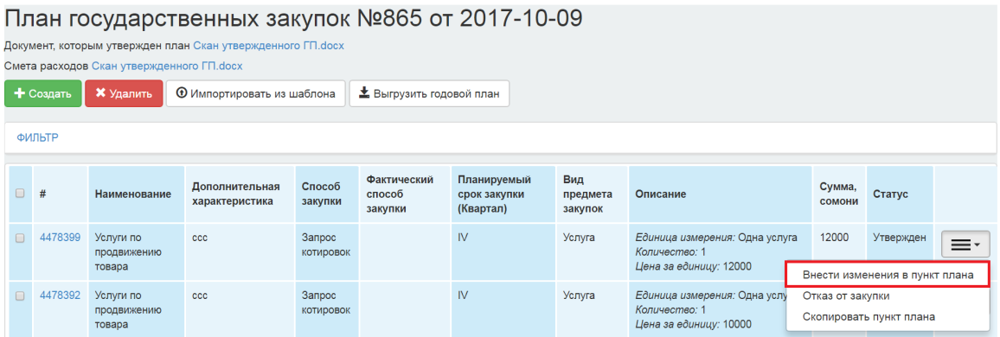 План государственных закупок №865 от 2017-10-09
Документ, которым утвержден план Скан утвержденного ГП.docx
Смета расходов Скан утвержденного ГП.docx
Создать Удалить Импортировать из шаблона Выгрузить годовой план
ФИЛЬТР
# Наименование Дополнительная характеристика Способ закупки Фактический способ закупки Планируемый срок закупки (Квартал) Вид предмета закупок Описание Сумма, сомони Статус
4478399 Услуги по продвижению товара ссс Запрос котировок IV Услуга Единица измерения: Одна услуга Количество: 1 Цена за единицу: 12000 12000 Утвержден
Внести изменения в пункт плана
Отказ от закупки
Скопировать пункт плана
4478392 Услуги по продвижению товара ссс Запрос котировок IV Услуга Единица измерения: Одна услу Количество: 1 Цена за единицу: 10000